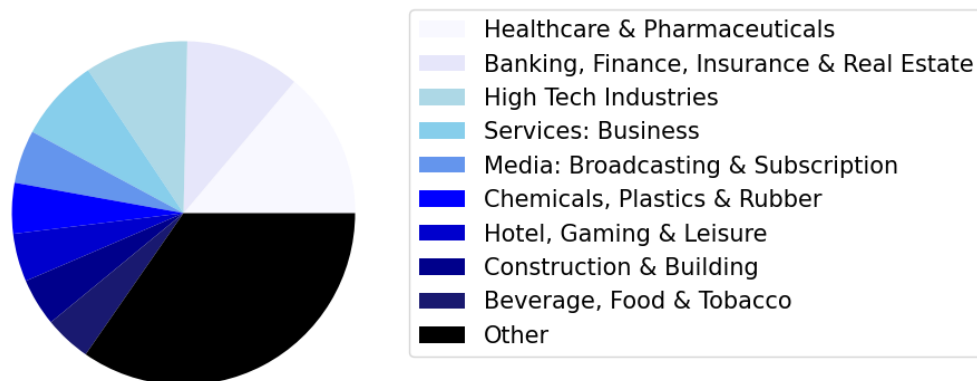 Healthcare & Pharmaceuticals
Banking, Finance, Insurance & Real Estate
High Tech Industries
Services: Business
Media: Broadcasting & Subscription
Chemicals, Plastics & Rubber
Hotel, Gaming & Leisure
Construction & Building
Beverage, Food & Tobacco
Other